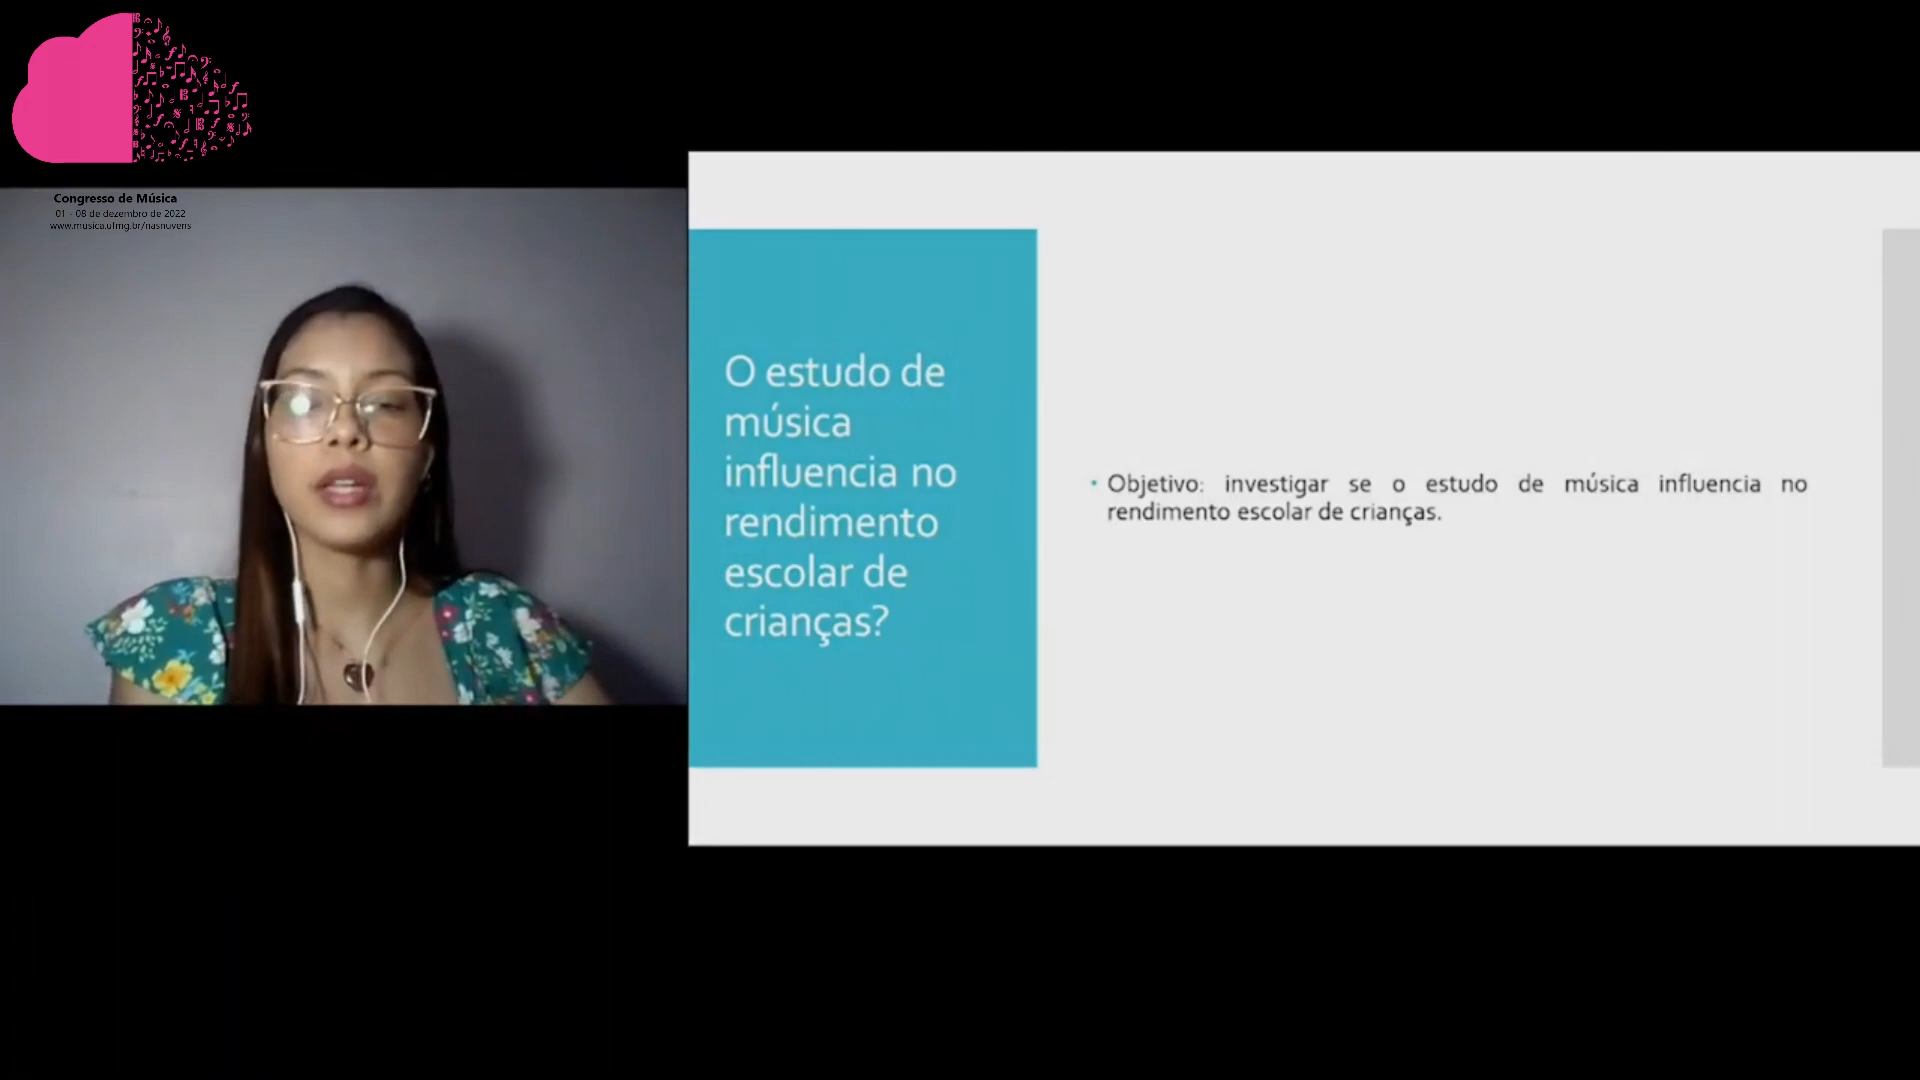 Congresso de Música
01 - 08 de dezembro de 2022
www.musica.ufmg.br/nasnuvens
O estudo de
música
influencia no
rendimento
escolar de
crianças?
• Objetivo: investigar se o estudo de música influencia no
rendimento escolar de crianças.